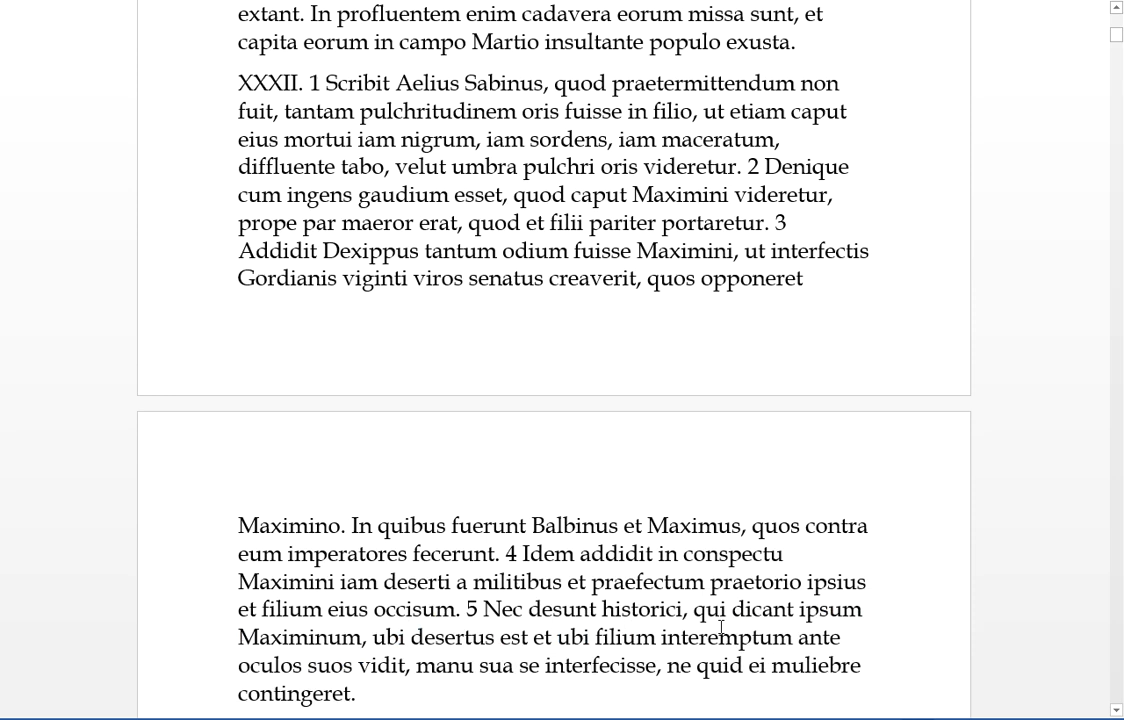 extant. In profluentem enim cadavera eorum missa sunt, et
capita eorum in campo Martio insultante populo exusta.
XXXII. 1 Scribit Aelius Sabinus, quod praetermittendum non
fuit, tantam pulchritudinem oris fuisse in filio, ut etiam caput
eius mortui iam nigrum, iam sordens, iam maceratum,
diffluente tabo, velut umbra pulchri oris videretur. 2 Denique
cum ingens gaudium esset, quod caput Maximini videretur,
prope par maeror erat, quod et filii pariter portaretur. 3
Addidit Dexippus tantum odium fuisse Maximini, ut interfectis
Gordianis viginti viros senatus creaverit, quos opponeret
Maximino. In quibus fuerunt Balbinus et Maximus, quos contra
eum imperatores fecerunt. 4 Idem addidit in conspectu
Maximini iam deserti a militibus et praefectum praetorio ipsius
et filium eius occisum. 5 Nec desunt historici, qui dicant ipsum
Maximinum, ubi desertus est et ubi filium interemptum ante
oculos suos vidit, manu sua se interfecisse, ne quid ei muliebre
contingeret.